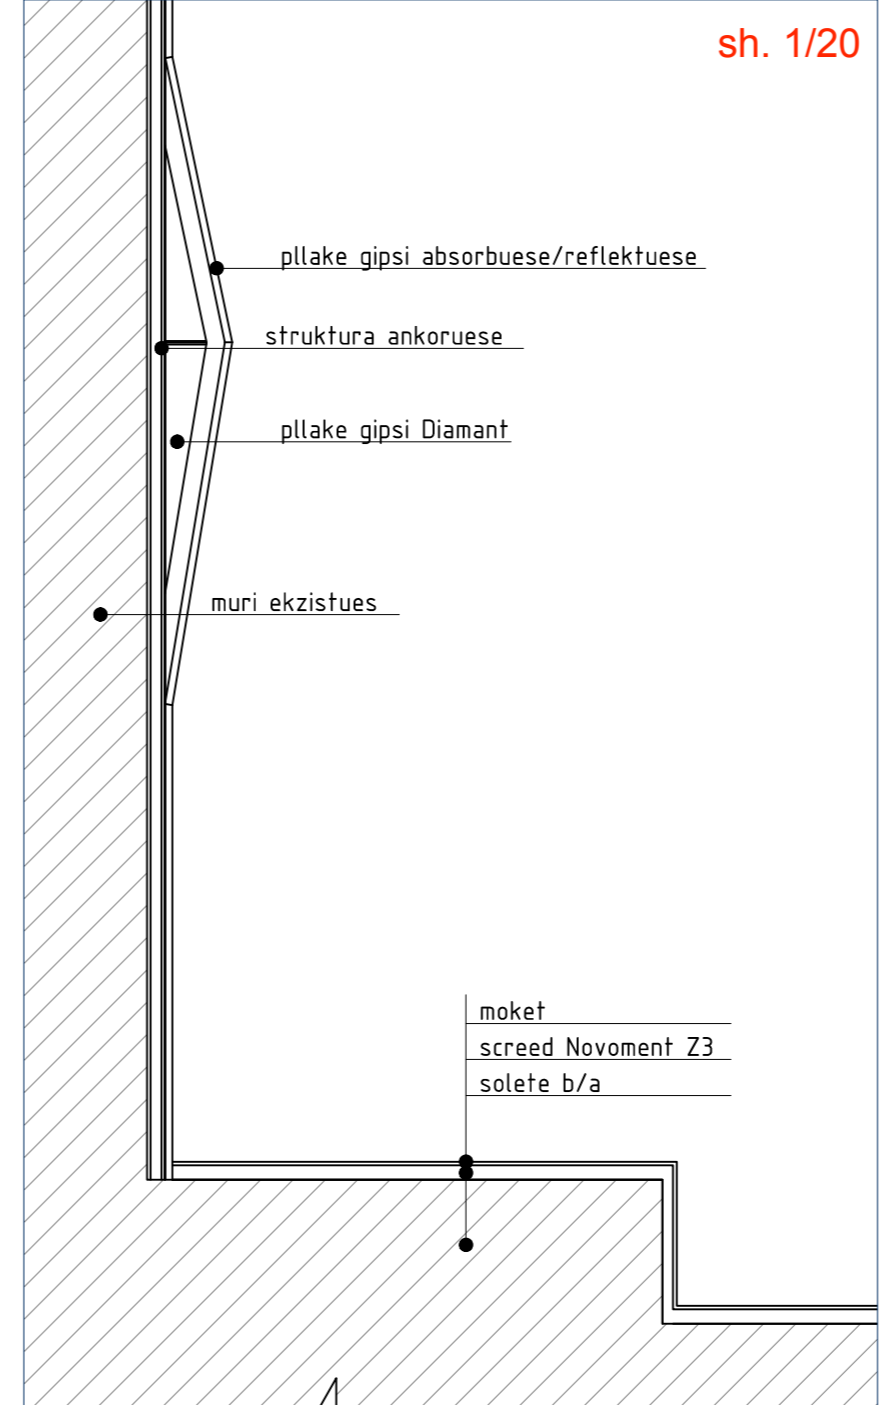 sh. 1/20
pllake gipsi absorbuese/reflektuese
struktura ankoruese
pllake gipsi Diamant
muri ekzistues
moket
screed Novoment Z3
solete b/a